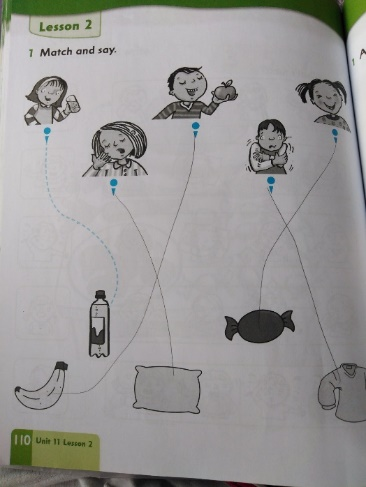 Lesson 2
1 Match and say.
110 Unit 11 Lesson 2